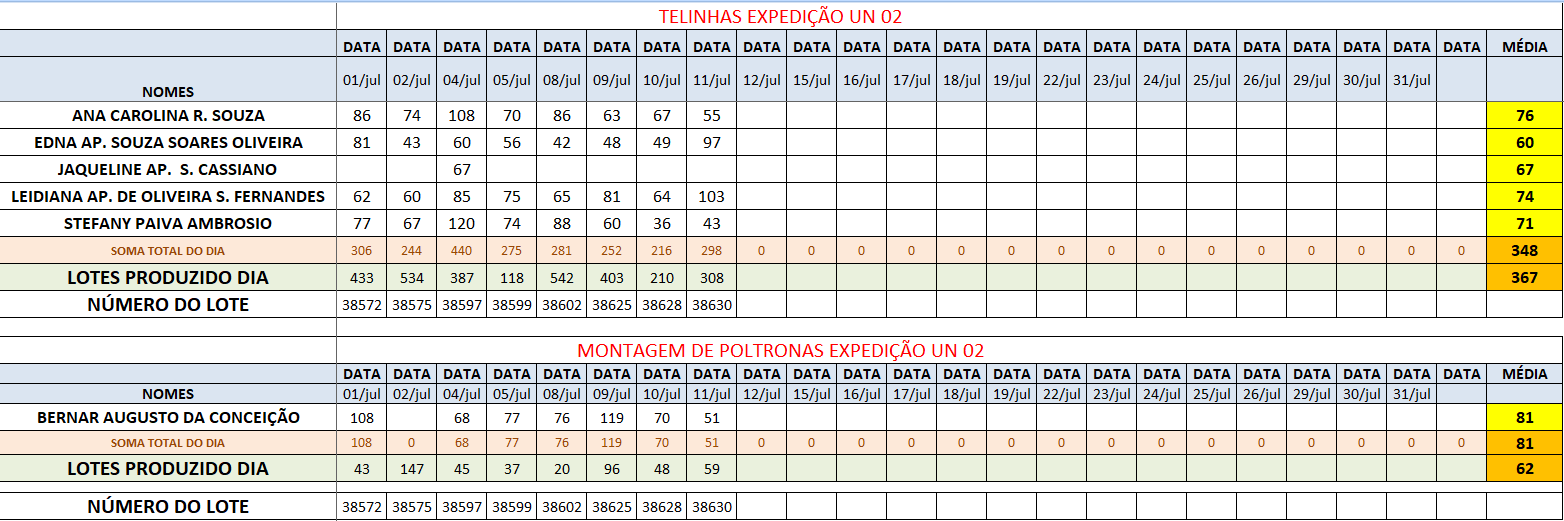 TELINHAS EXPEDIÇÃO UN 02
DATA DATA DATA DATA DATA DATA DATA DATA DATA DATA DATA DATA DATA DATA DATA DATA DATA DATA DATA DATA DATA DATA DATA MÉDIA
NOMES 01/jul 02/jul 04/jul 05/jul 08/jul 09/jul 10/jul 11/jul 12/jul 15/jul 16/jul 17/jul 18/jul 19/jul 22/jul 23/jul 24/jul 25/jul 26/jul 29/jul 30/jul 31/jul
ANA CAROLINA R. SOUZA 86 74 108 70 86 63 67 55 76
EDNA AP. SOUZA SOARES OLIVEIRA 81 43 60 56 42 48 49 97 60
JAQUELINE AP. S. CASSIANO 67 67
LEIDIANA AP. DE OLIVEIRA S. FERNANDES 62 60 85 75 65 81 64 103 74
STEFANY PAIVA AMBROSIO 77 67 120 74 88 60 36 43 71
SOMA TOTAL DO DIA 306 244 440 275 281 252 216 298 0 0 0 0 0 0 0 0 0 0 0 0 0 0 0 348
LOTES PRODUZIDO DIA 433 534 387 118 542 403 210 308 367
NÚMERO DO LOTE 38572 38575 38597 38599 38602 38625 38628 38630
MONTAGEM DE POLTRONAS EXPEDIÇÃO UN 02
DATA DATA DATA DATA DATA DATA DATA DATA DATA DATA DATA DATA DATA DATA DATA DATA DATA DATA DATA DATA DATA DATA DATA MÉDIA
NOMES 01/jul 02/jul 04/jul 05/jul 08/jul 09/jul 10/jul 11/jul 12/jul 15/jul 16/jul 17/jul 18/jul 19/jul 22/jul 23/jul 24/jul 25/jul 26/jul 29/jul 30/jul 31/jul
BERNAR AUGUSTO DA CONCEIÇÃO 108 68 77 76 119 70 51 81
SOMA TOTAL DO DIA 108 0 68 77 76 119 70 51 0 0 0 0 0 0 0 0 0 0 0 0 0 0 0 81
LOTES PRODUZIDO DIA 43 147 45 37 20 96 48 59 62
NÚMERO DO LOTE 38572 38575 38597 38599 38602 38625 38628 38630